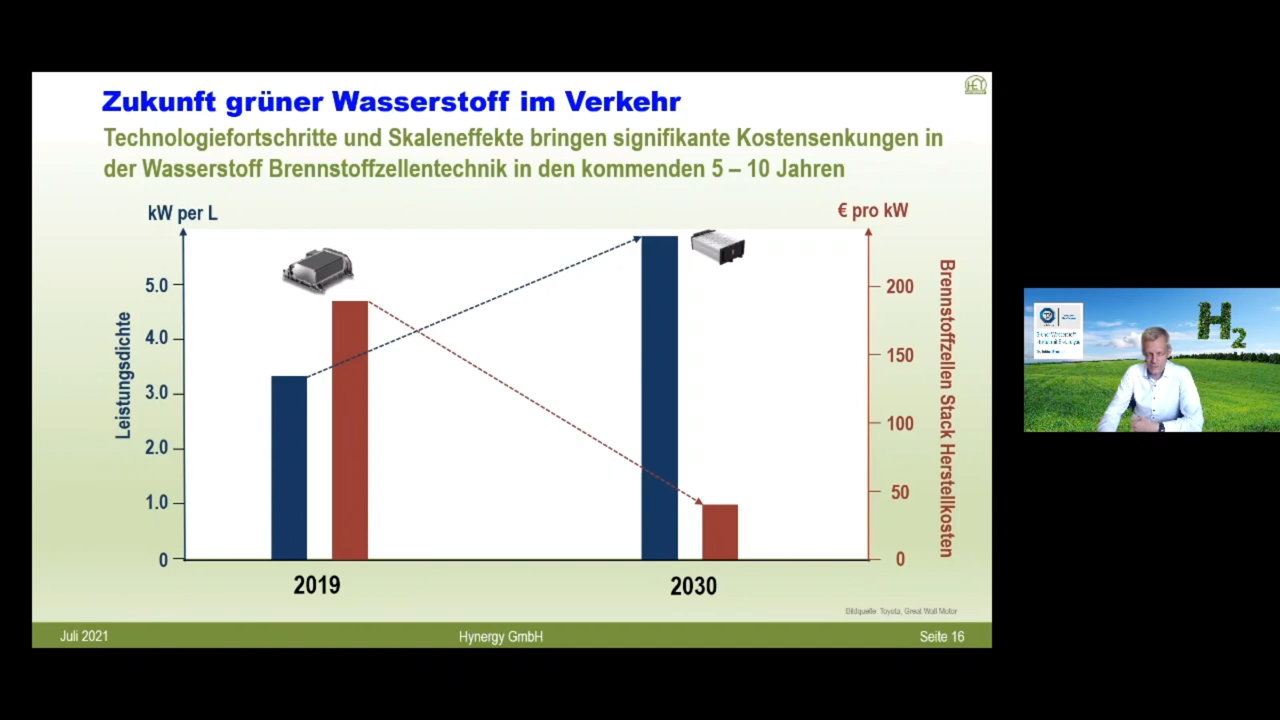 Zukunft grüner Wasserstoff im Verkehr
Technologiefortschritte und Skaleneffekte bringen signifikante Kostensenkungen in
der Wasserstoff Brennstoffzellentechnik in den kommenden 5 – 10 Jahren
kW per L
€ pro kW
5.0
4.0
3.0
2.0
1.0
0
Leistungsdichte
200
150
100
50
0
Brennstoffzellen Stack Herstellkosten
2019
2030
Bildquelle: Toyota, Great Wall Motor
Juli 2021
Hynergy GmbH
Seite 16
H2